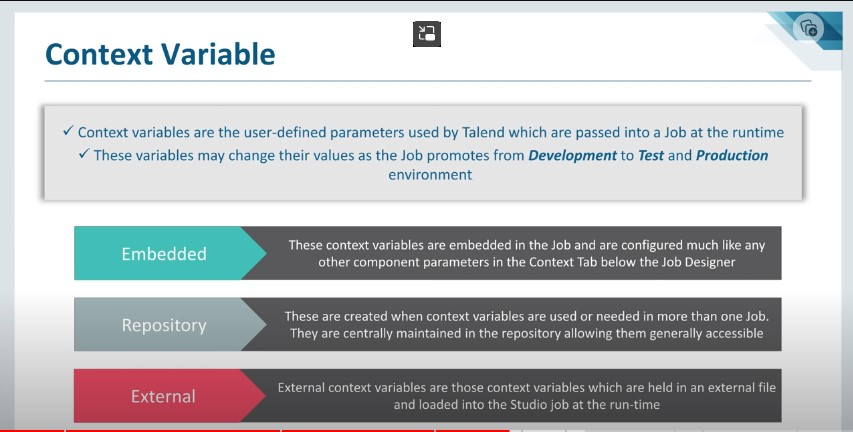 Context Variable
✓ Context variables are the user-defined parameters used by Talend which are passed into a Job at the runtime
✓ These variables may change their values as the Job promotes from Development to Test and Production
environment
Embedded
These context variables are embedded in the Job and are configured much like any
other component parameters in the Context Tab below the Job Designer
Repository
These are created when context variables are used or needed in more than one Job.
They are centrally maintained in the repository allowing them generally accessible
External
External context variables are those context variables which are held in an external file
and loaded into the Studio job at the run-time